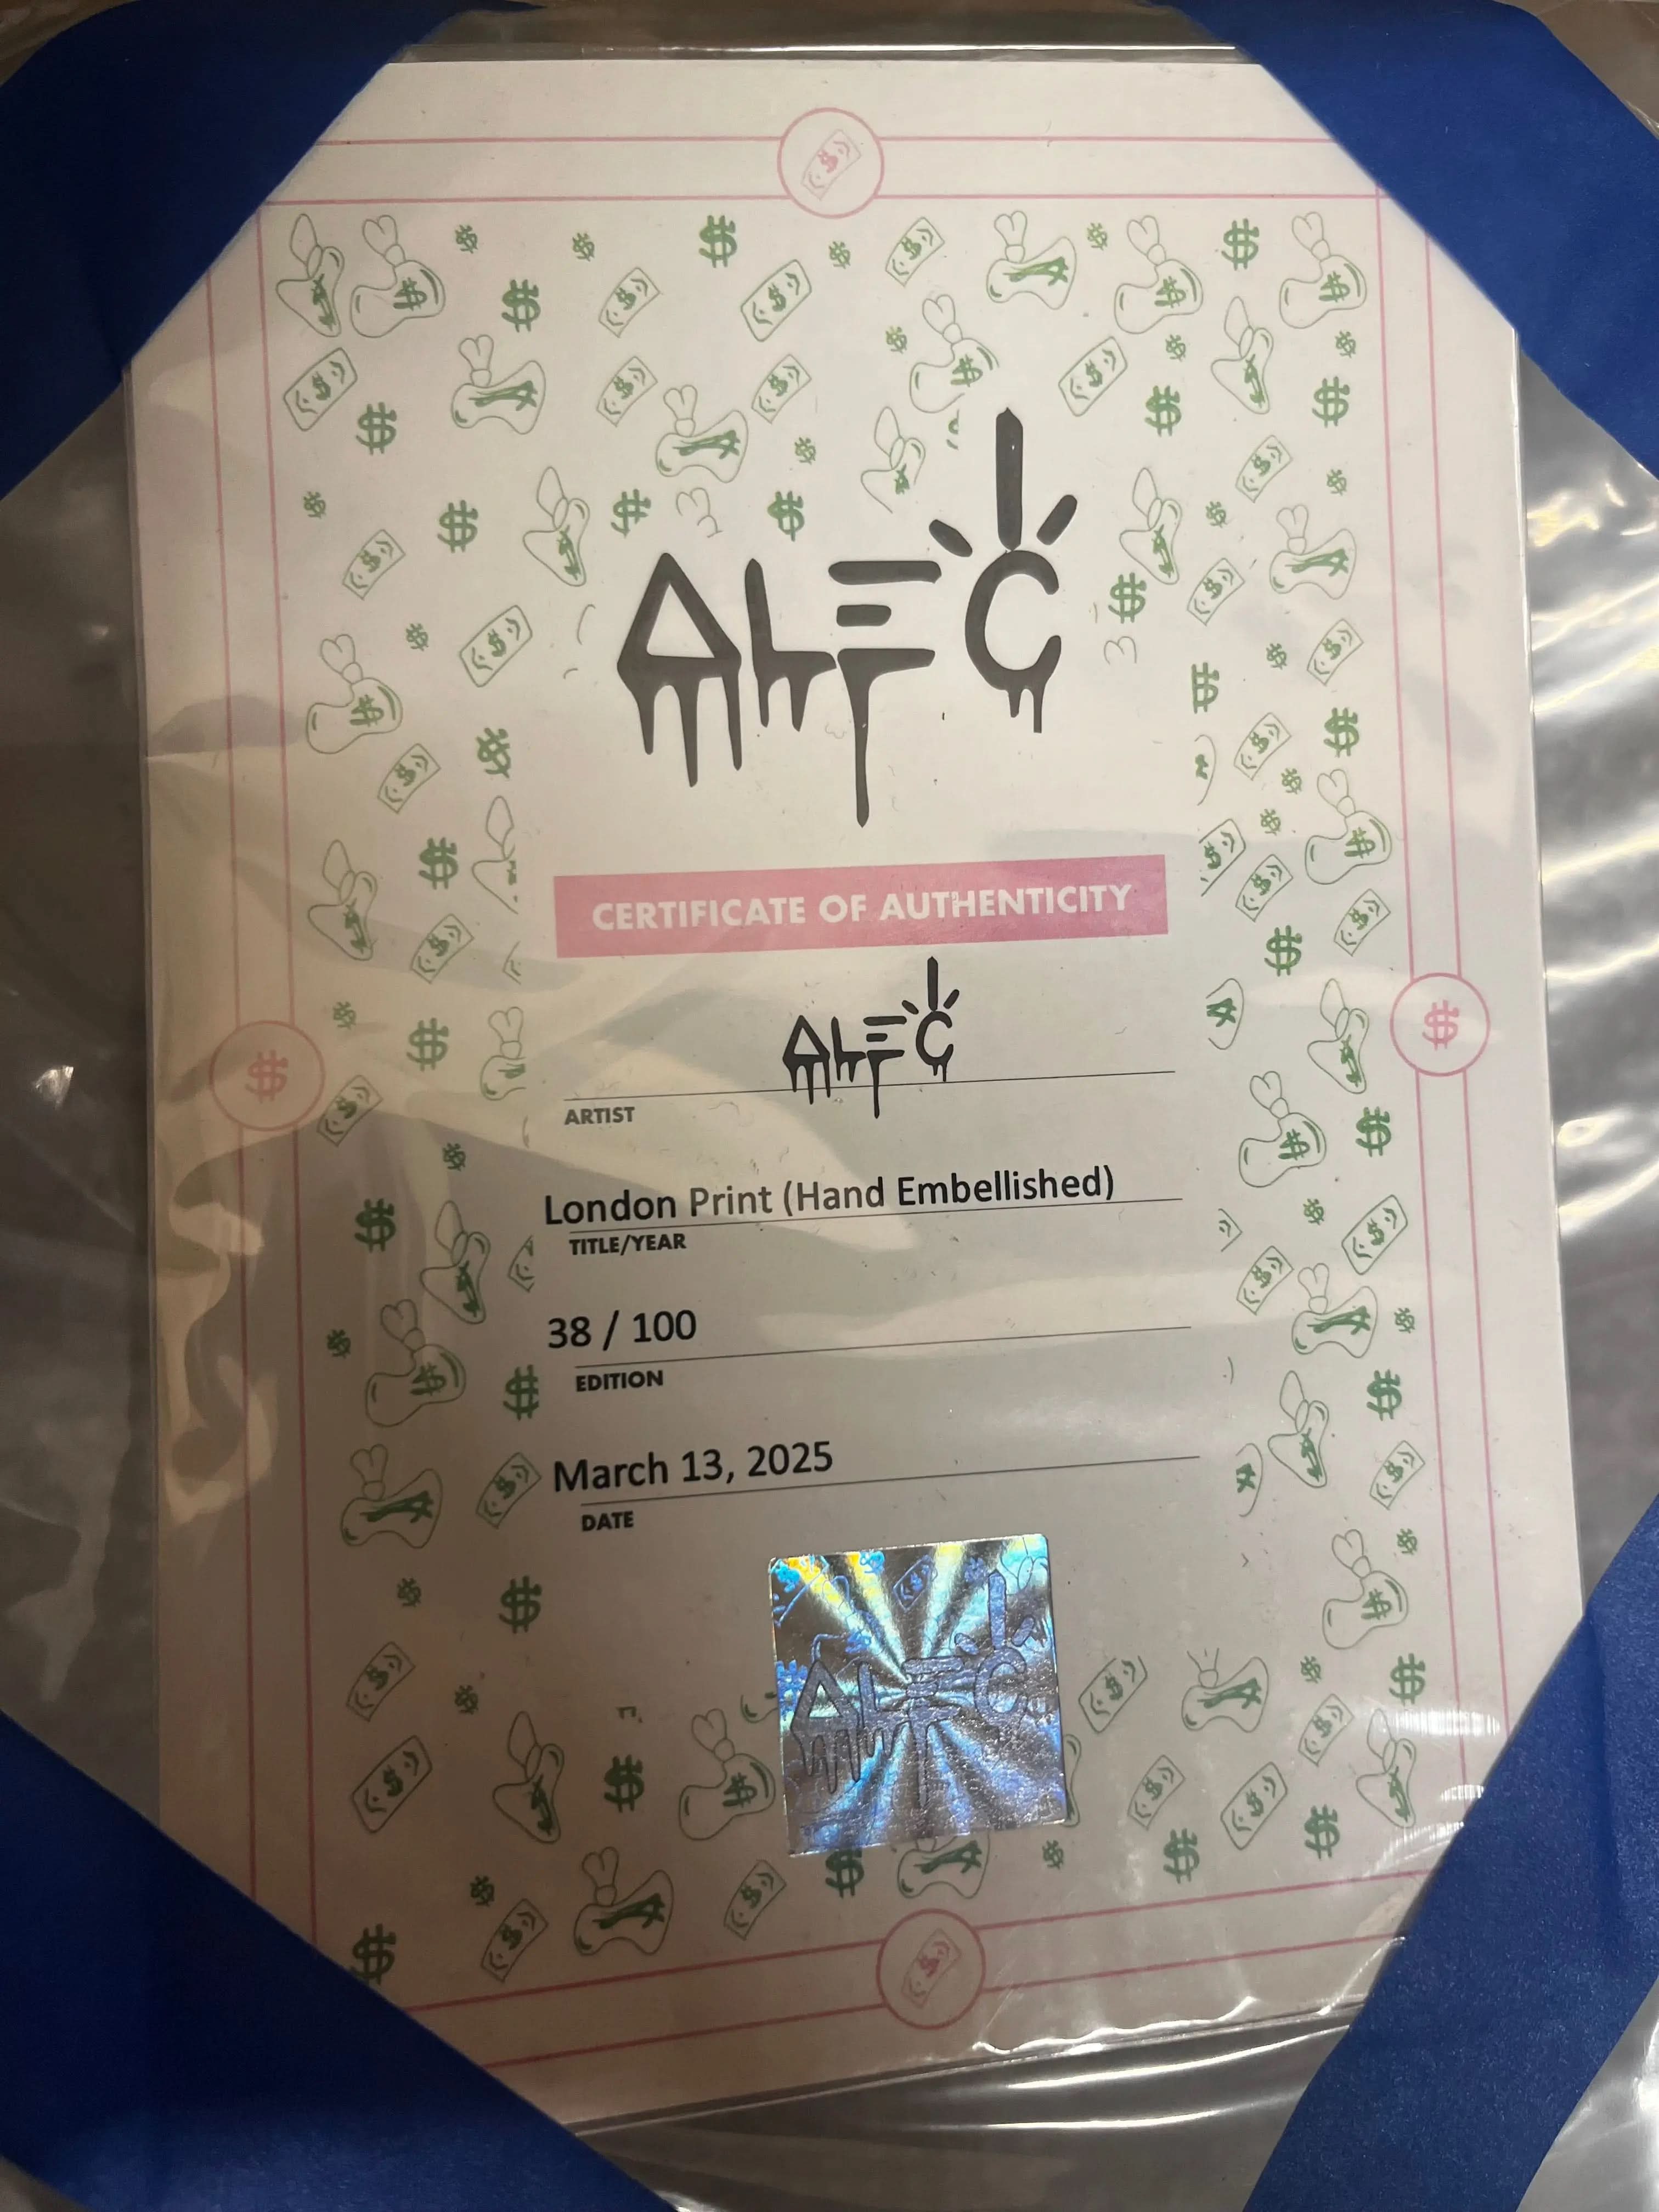 ALEC
CERTIFICATE OF AUTHENTICITY
ALEC
ARTIST
London Print (Hand Embellished)
TITLE/YEAR
38 / 100
EDITION
March 13, 2025
DATE
ALEC